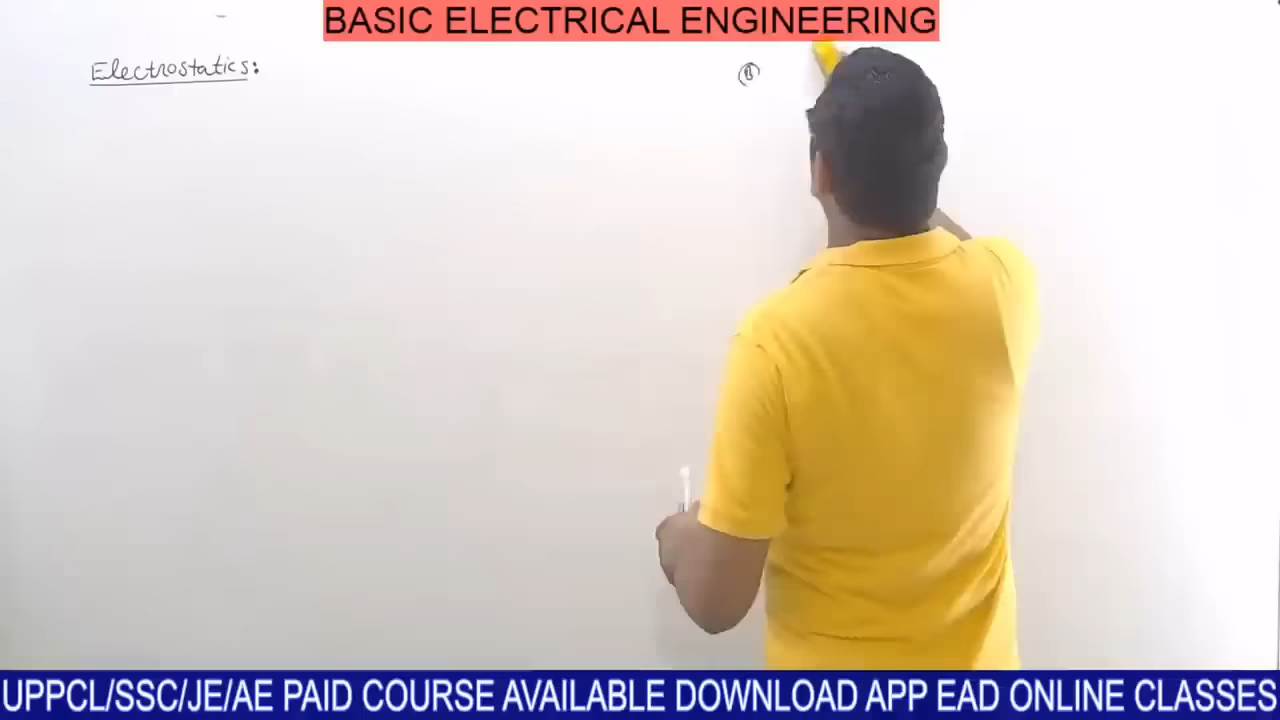 BASIC ELECTRICAL ENGINEERING
Electrostatics:
UPPCL/SSC/JE/AE PAID COURSE AVAILABLE DOWNLOAD APP EAD ONLINE CLASSES